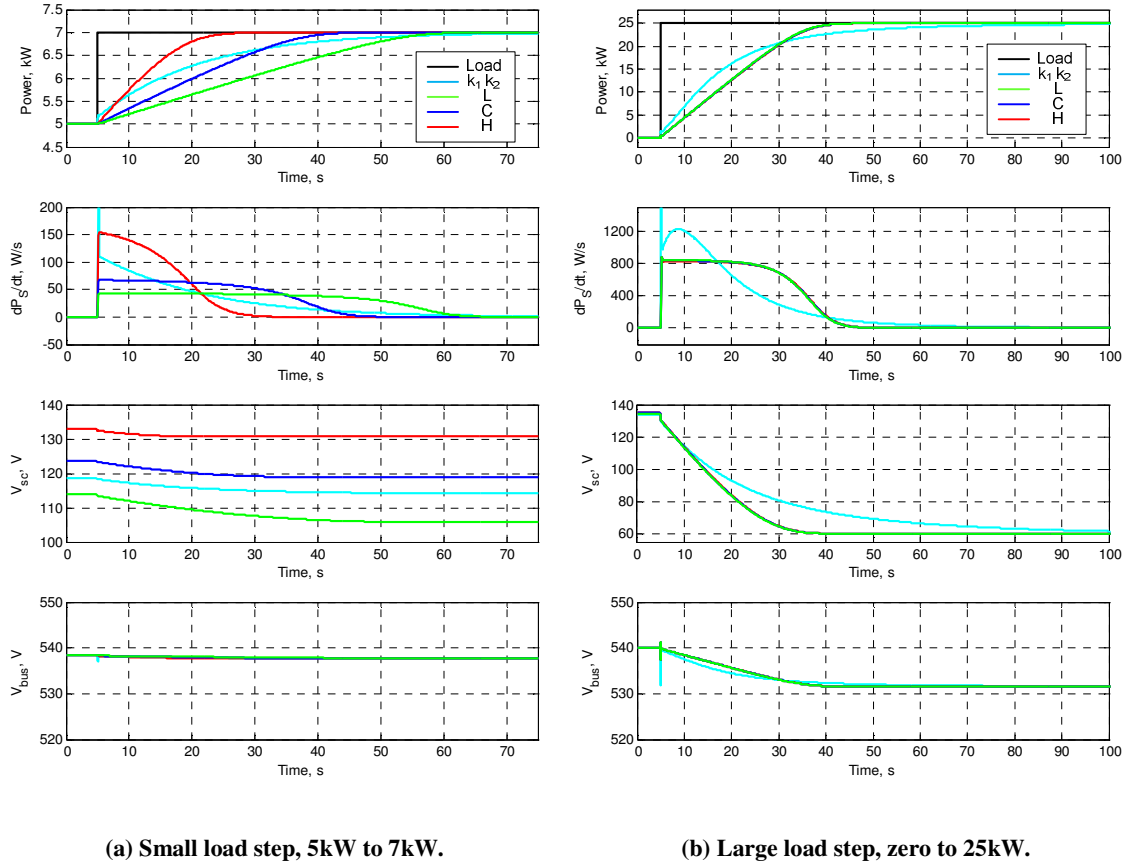 7.5
7
6.5
6
5.5
5
4.5
Power, kW
Load
k1 k2
L
C
H
0 10 20 30 40 50 60 70
Time, s
200
150
100
50
0
-50
dPS/dt, W/s
0 10 20 30 40 50 60 70
Time, s
140
130
120
110
100
Vsc, V
0 10 20 30 40 50 60 70
Time, s
550
540
530
520
Vbus, V
0 10 20 30 40 50 60 70
Time, s
(a) Small load step, 5kW to 7kW.
25
20
15
10
5
0
Power, kW
Load
k1 k2
L
C
H
0 10 20 30 40 50 60 70 80 90 100
Time, s
1200
800
400
0
dPS/dt, W/s
0 10 20 30 40 50 60 70 80 90 100
Time, s
140
120
100
80
60
Vsc, V
0 10 20 30 40 50 60 70 80 90 100
Time, s
550
540
530
520
Vbus, V
0 10 20 30 40 50 60 70 80 90 100
Time, s
(b) Large load step, zero to 25kW.